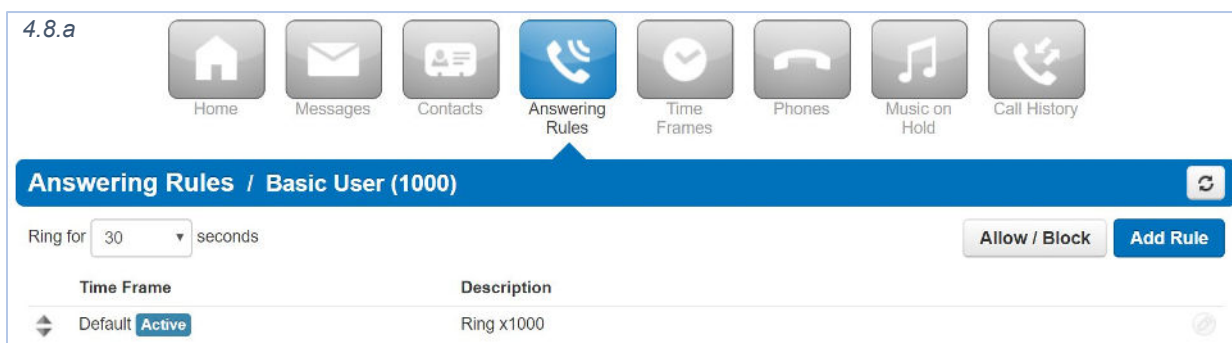 4.8.a
Home Messages Contacts Answering Rules Time Frames Phones Music on Hold Call History
Answering Rules / Basic User (1000)
Ring for 30 seconds Allow / Block Add Rule
Time Frame Description
Default Active Ring x1000